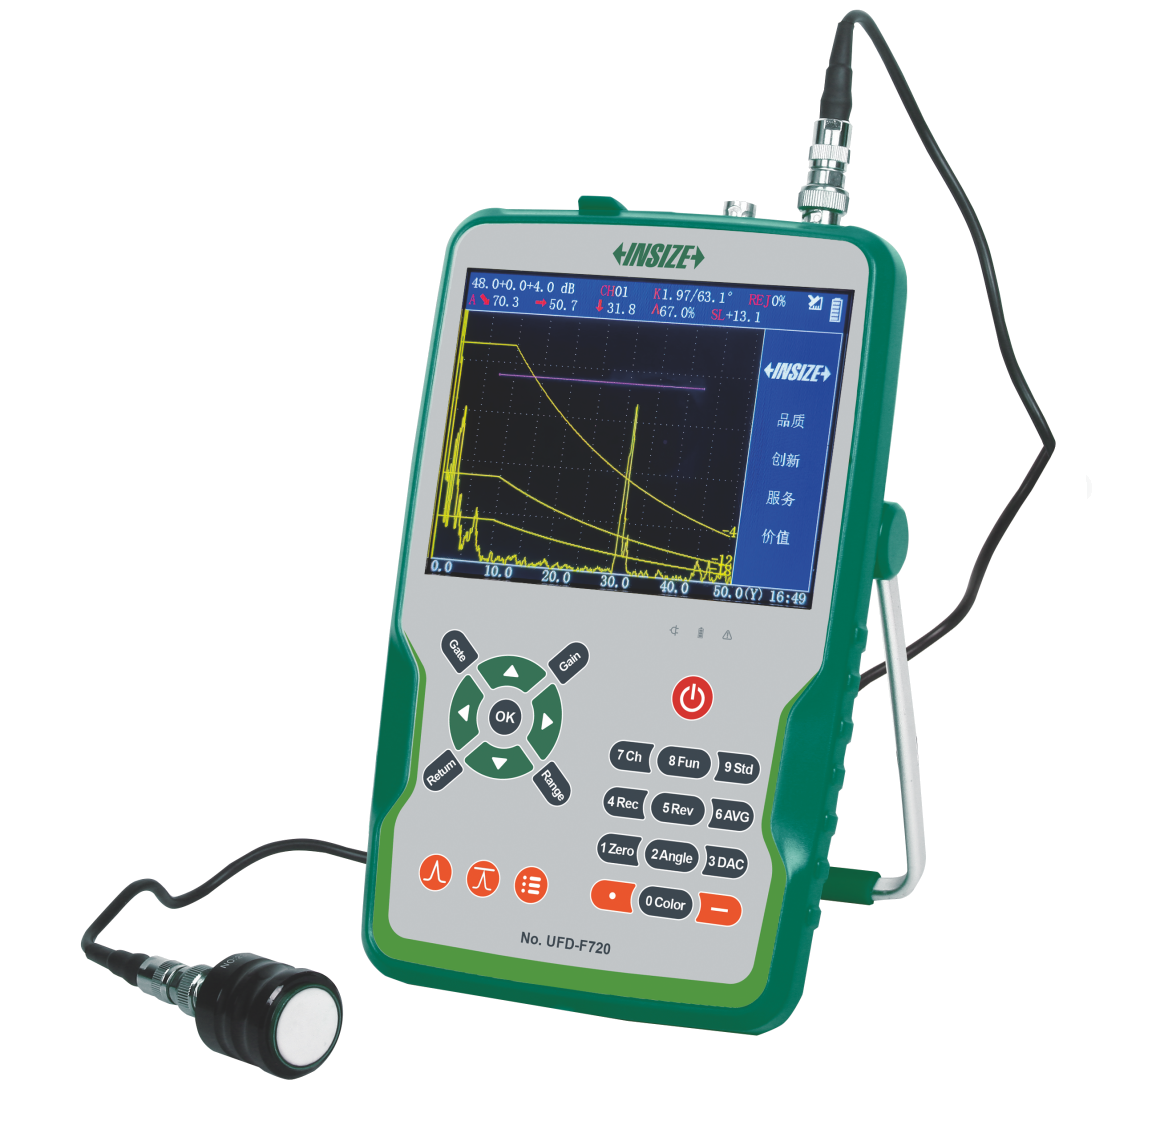 INSIZE
48.0+0.0+4.0 dB CH01 K1.97/63.1° REJ0%
A 70.3 50.7 31.8 Λ67.0% SL+13.1
INSIZE
品质
创新
服务
价值
-4
0.0 10.0 20.0 30.0 40.0 50.0(Y) 16:49
Gate
Gain
OK
Return
Range
7 Ch 8 Fun 9 Std
4 Rec 5 Rev 6 AVG
1 Zero 2 Angle 3 DAC
0 Color
No. UFD-F720